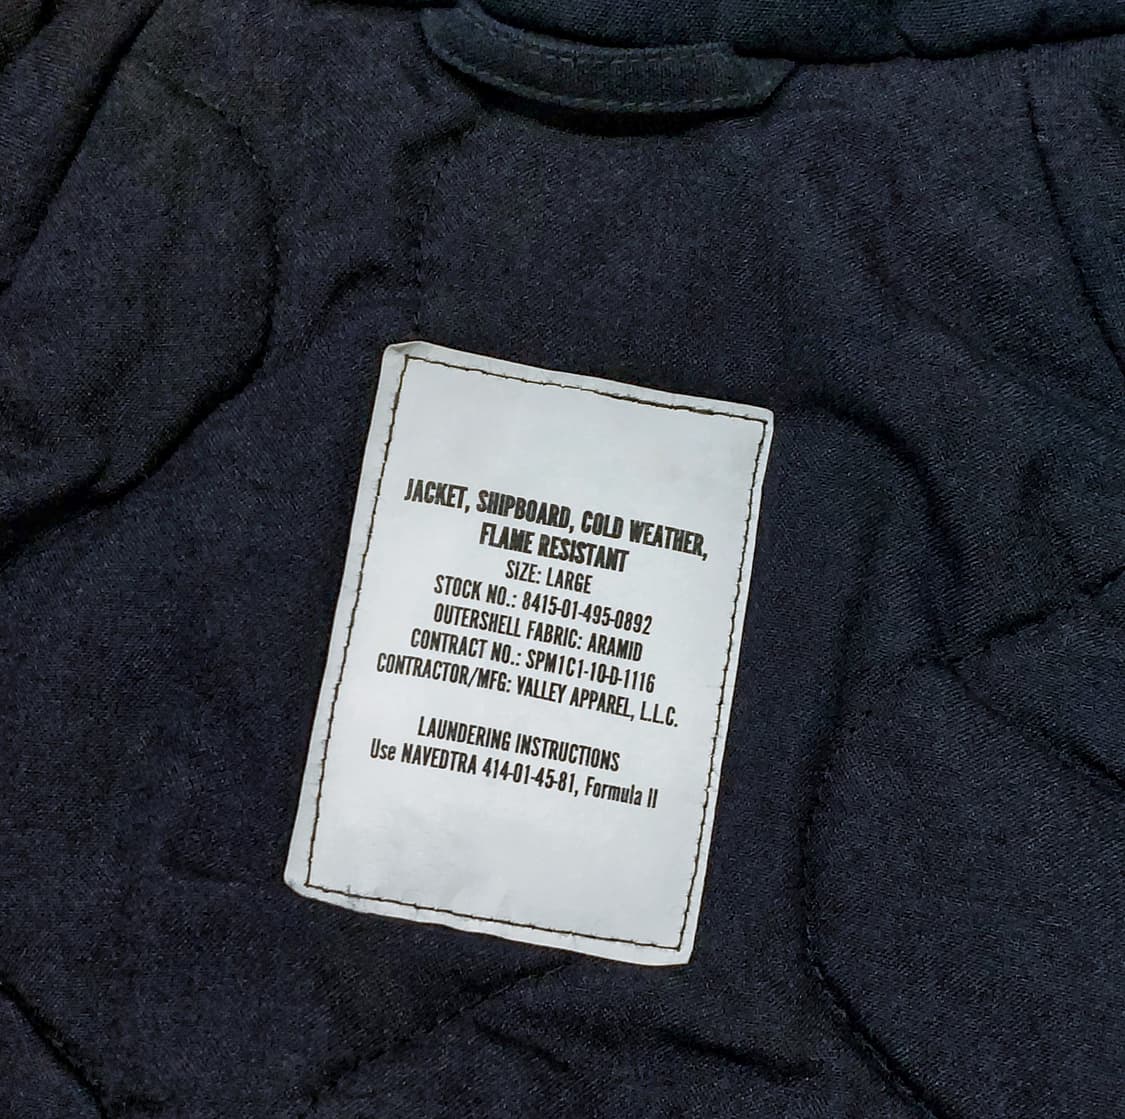 JACKET, SHIPBOARD, COLD WEATHER,
FLAME RESISTANT
SIZE: LARGE
STOCK NO.: 8415-01-495-0892
OUTERSHELL FABRIC: ARAMID
CONTRACT NO.: SPM1C1-10-D-1116
CONTRACTOR/MFG: VALLEY APPAREL, L.L.C.
LAUNDERING INSTRUCTIONS
Use NAVEDTRA 414-01-45-81, Formula II